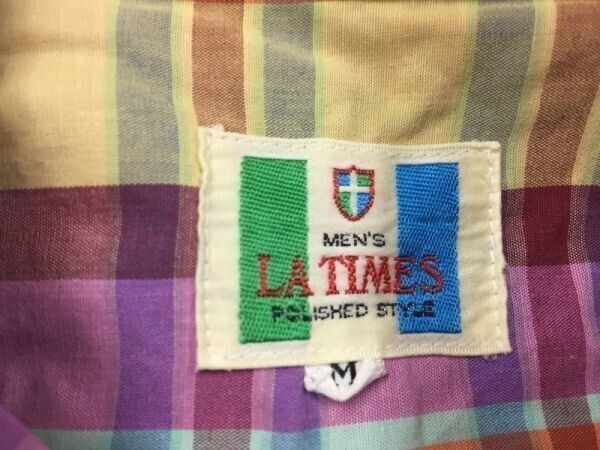 MEN'S
LA TIMES
POLISHED STYLE
M